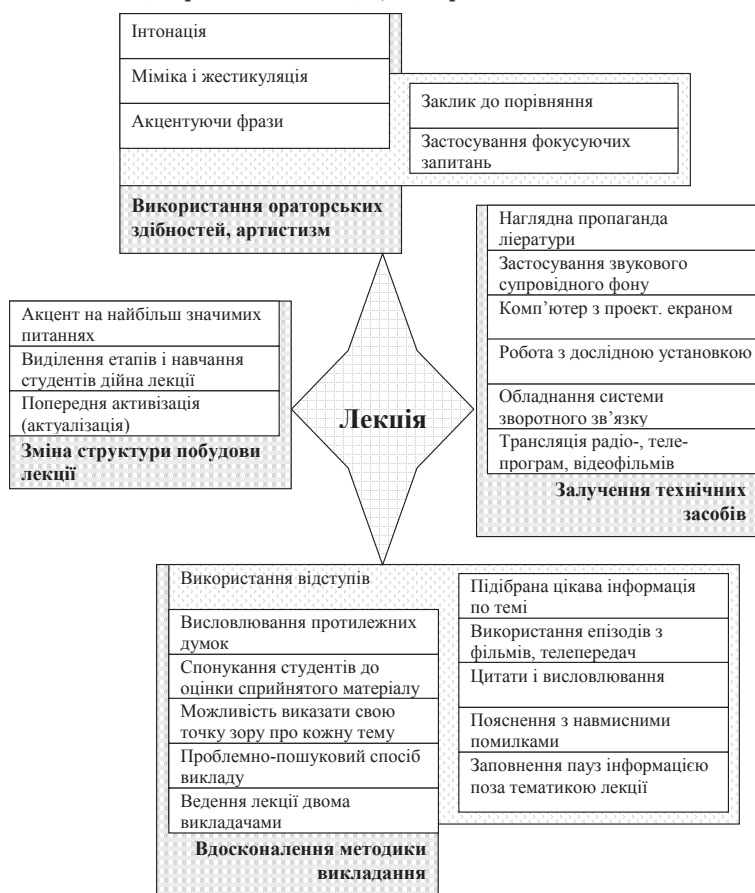 Інтонація
Міміка і жестикуляція
Акцентуючи фрази
Заклик до порівняння
Застосування фокусуючих
запитань
Використання ораторських
здібностей, артистизм
Наглядна пропаганда
ліератури
Застосування звукового
супровідного фону
Комп’ютер з проект. екраном
Робота з дослідною установкою
Обладнання системи
зворотного зв’язку
Трансляція радіо-, теле-
програм, відеофільмів
Залучення технічних
засобів
Акцент на найбільш значимих
питаннях
Виділення етапів і навчання
студентів дійна лекції
Попередня активізація
(актуалізація)
Зміна структури побудови
лекції
Лекція
Використання відступів
Висловлювання протилежних
думок
Спонукання студентів до
оцінки сприйнятого матеріалу
Можливість виказати свою
точку зору про кожну тему
Проблемно-пошуковий спосіб
викладу
Ведення лекції двома
викладачами
Вдосконалення методики
викладання
Підібрана цікава інформація
по темі
Використання епізодів з
фільмів, телепередач
Цитати і висловлювання
Пояснення з навмисними
помилками
Заповнення пауз інформацією
поза тематикою лекції